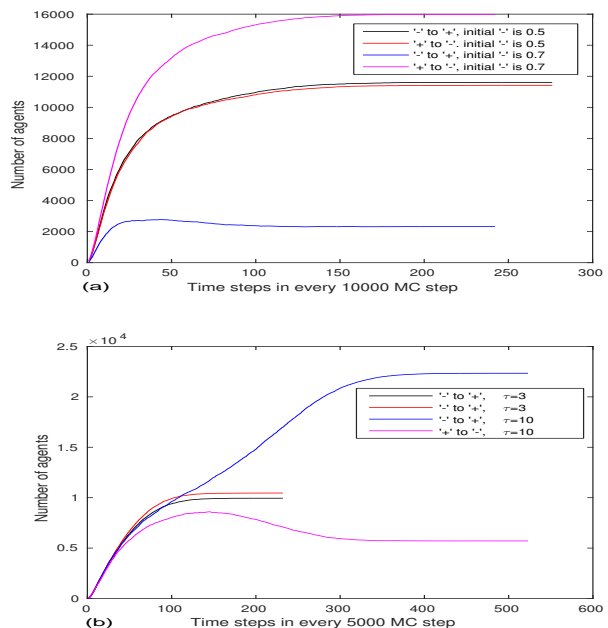 16000
14000
12000
10000
8000
6000
4000
2000
0
Number of agents
'-' to '+', initial '-' is 0.5
'+' to '-'. initial '-' is 0.5
'-' to '+', initial '-' is 0.7
'+' to '-', initial '-' is 0.7
0 50 100 150 200 250 300
(a) Time steps in every 10000 MC step
×10^4
2.5
2
1.5
1
0.5
0
Number of agents
'-' to '+', τ=3
'-' to '+', τ=3
'-' to '+', τ=10
'+' to '-', τ=10
0 100 200 300 400 500 600
(b) Time steps in every 5000 MC step